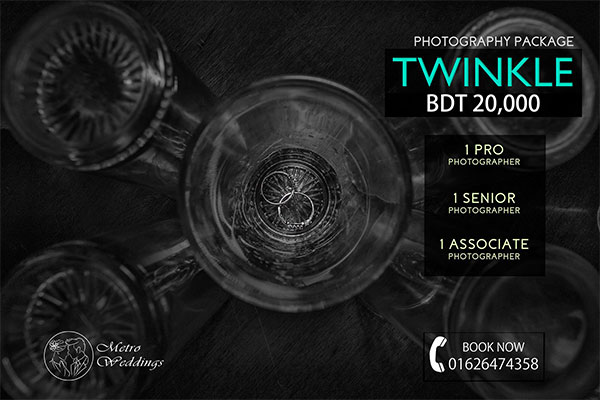 PHOTOGRAPHY PACKAGE
TWINKLE
BDT 20,000
1 PRO
PHOTOGRAPHER
1 SENIOR
PHOTOGRAPHER
1 ASSOCIATE
PHOTOGRAPHER
Metro
Weddings
BOOK NOW
01626474358